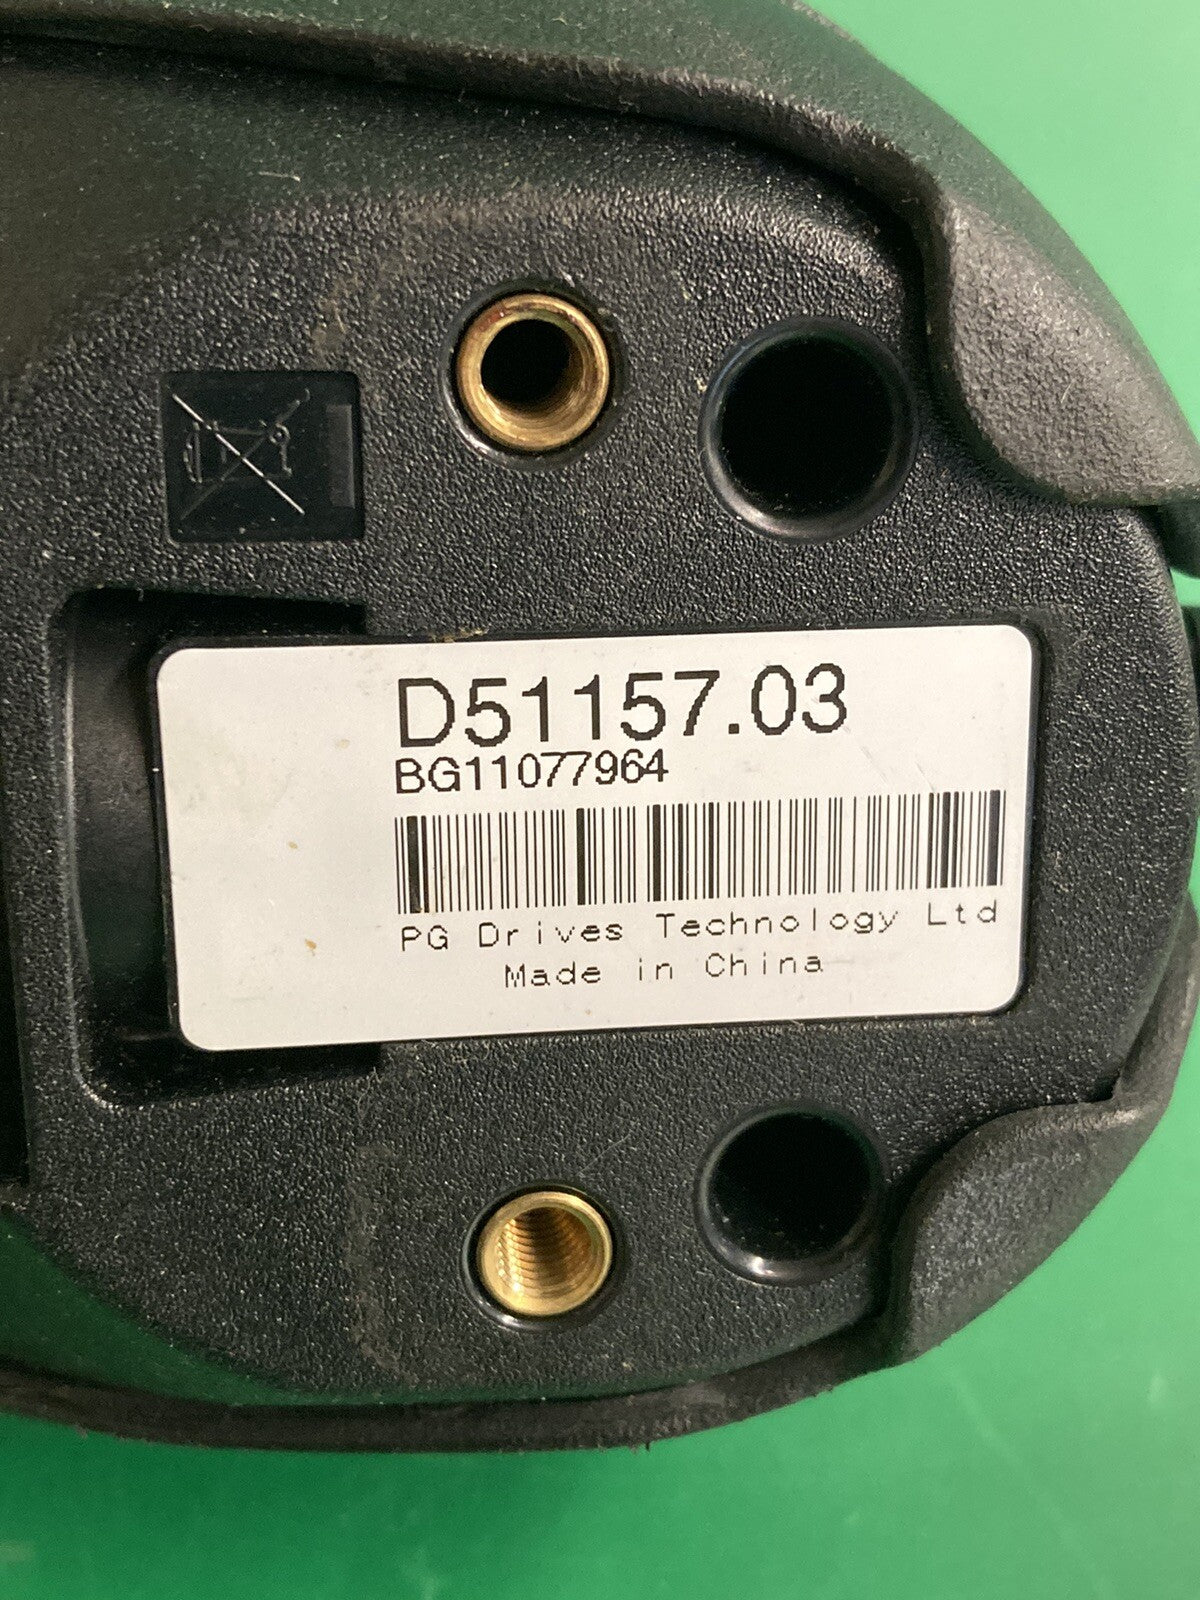 D51157.03
BG11077964
PG Drives Technology Ltd
Made in China